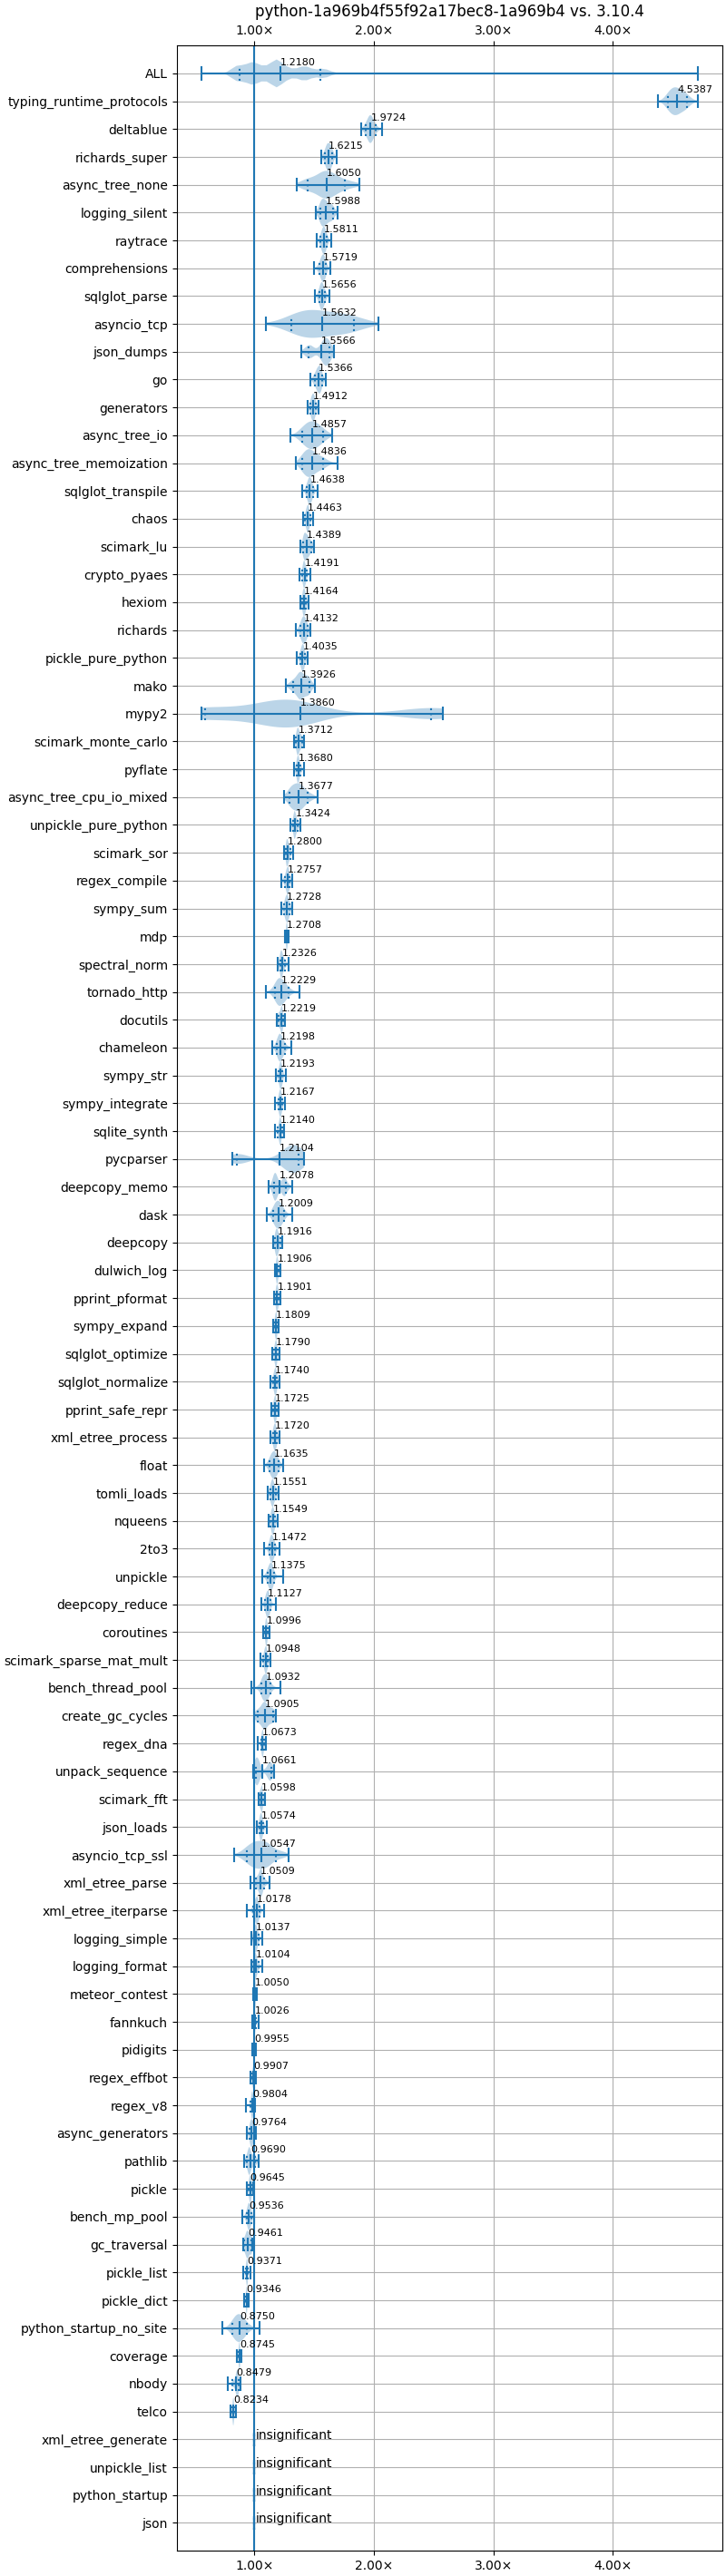 python-1a969b4f55f92a17bec8-1a969b4 vs. 3.10.4
1.00× 2.00× 3.00× 4.00×
ALL 1.2180
typing_runtime_protocols 4.5387
deltablue 1.9724
richards_super 1.6215
async_tree_none 1.6050
logging_silent 1.5988
raytrace 1.5811
comprehensions 1.5719
sqlglot_parse 1.5656
asyncio_tcp 1.5632
json_dumps 1.5566
go 1.5366
generators 1.4912
async_tree_io 1.4857
async_tree_memoization 1.4836
sqlglot_transpile 1.4638
chaos 1.4463
scimark_lu 1.4389
crypto_pyaes 1.4191
hexiom 1.4164
richards 1.4132
pickle_pure_python 1.4035
mako 1.3926
mypy2 1.3860
scimark_monte_carlo 1.3712
pyflate 1.3680
async_tree_cpu_io_mixed 1.3677
unpickle_pure_python 1.3424
scimark_sor 1.2800
regex_compile 1.2757
sympy_sum 1.2728
mdp 1.2708
spectral_norm 1.2326
tornado_http 1.2229
docutils 1.2219
chameleon 1.2198
sympy_str 1.2193
sympy_integrate 1.2167
sqlite_synth 1.2140
pycparser 1.2104
deepcopy_memo 1.2078
dask 1.2009
deepcopy 1.1916
dulwich_log 1.1906
pprint_pformat 1.1901
sympy_expand 1.1809
sqlglot_optimize 1.1790
sqlglot_normalize 1.1740
pprint_safe_repr 1.1725
xml_etree_process 1.1720
float 1.1635
tomli_loads 1.1551
nqueens 1.1549
2to3 1.1472
unpickle 1.1375
deepcopy_reduce 1.1127
coroutines 1.0996
scimark_sparse_mat_mult 1.0948
bench_thread_pool 1.0932
create_gc_cycles 1.0905
regex_dna 1.0673
unpack_sequence 1.0661
scimark_fft 1.0598
json_loads 1.0574
asyncio_tcp_ssl 1.0547
xml_etree_parse 1.0509
xml_etree_iterparse 1.0178
logging_simple 1.0137
logging_format 1.0104
meteor_contest 1.0050
fannkuch 1.0026
pidigits 0.9955
regex_effbot 0.9907
regex_v8 0.9804
async_generators 0.9764
pathlib 0.9690
pickle 0.9645
bench_mp_pool 0.9536
gc_traversal 0.9461
pickle_list 0.9371
pickle_dict 0.9346
python_startup_no_site 0.8750
coverage 0.8745
nbody 0.8479
telco 0.8234
xml_etree_generate insignificant
unpickle_list insignificant
python_startup insignificant
json insignificant
1.00× 2.00× 3.00× 4.00×